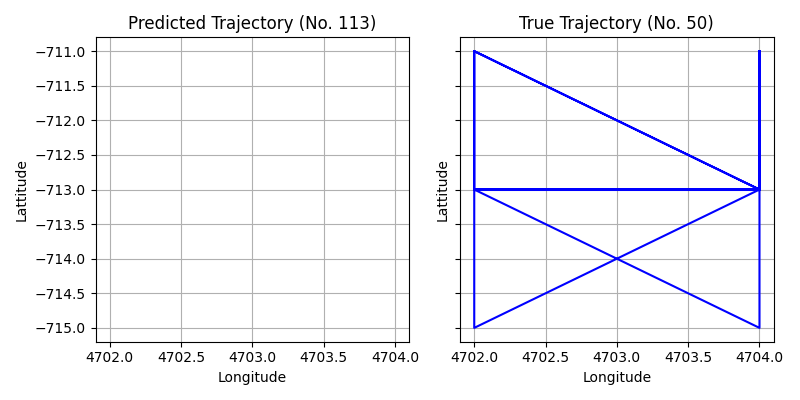 Predicted Trajectory (No. 113)
Lattitude
−711.0
−711.5
−712.0
−712.5
−713.0
−713.5
−714.0
−714.5
−715.0
4702.0 4702.5 4703.0 4703.5 4704.0
Longitude
True Trajectory (No. 50)
Lattitude
4702.0 4702.5 4703.0 4703.5 4704.0
Longitude